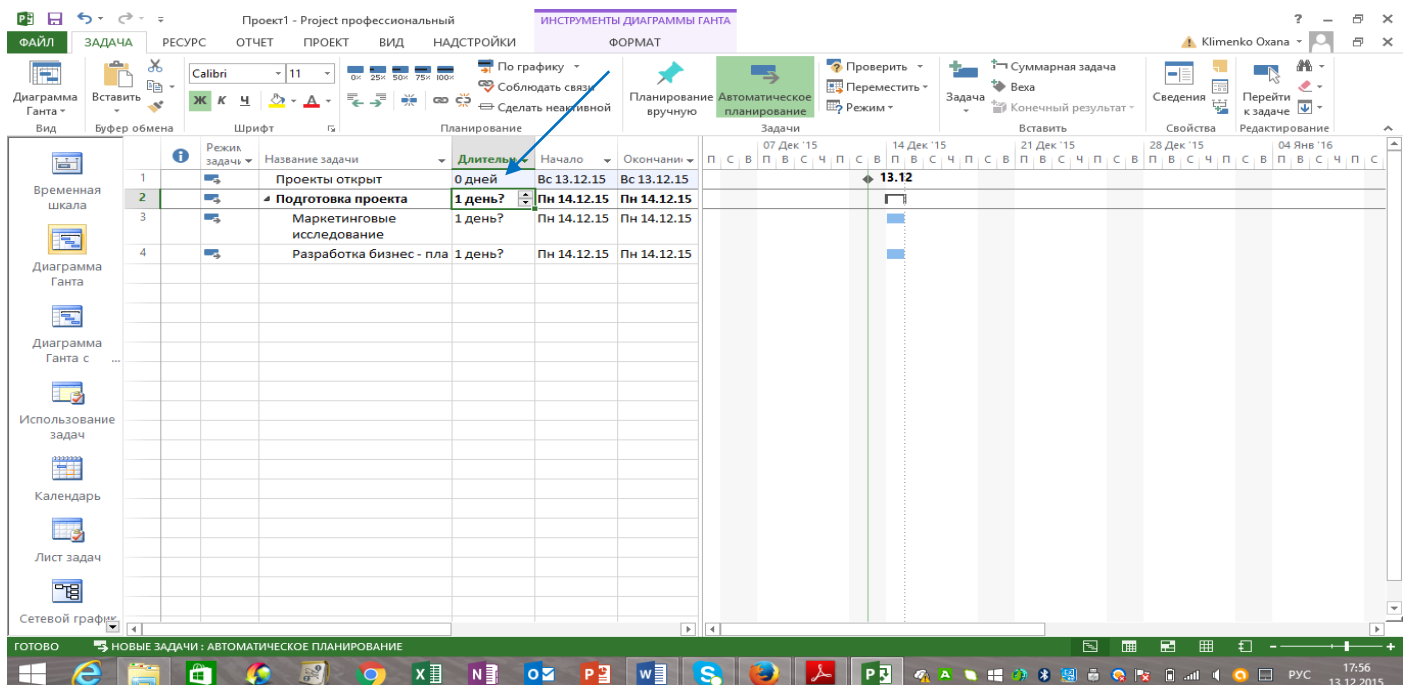 Проект1 - Project профессиональный
ИНСТРУМЕНТЫ ДИАГРАММЫ ГАНТА
ФАЙЛ ЗАДАЧА РЕСУРС ОТЧЕТ ПРОЕКТ ВИД НАДСТРОЙКИ ФОРМАТ Klimenko Oxana
Диаграмма Ганта
Вид
Вставить
Буфер обмена
Calibri 11
Ж К Ч
Шрифт
0× 25× 50× 75× 100×
По графику
Соблюдать связи
Сделать неактивной
Планирование
Планирование вручную
Автоматическое планирование
Проверить
Переместить
Режим
Задачи
Задача
Суммарная задача
Веха
Конечный результат
Вставить
Сведения
Свойства
Перейти к задаче
Редактирование
Режим задачи Название задачи Длительн Начало Окончани
07 Дек '15 14 Дек '15 21 Дек '15 28 Дек '15 04 Янв '16
П С В П В С Ч П С В П В С Ч П С В П В С Ч П С В П В С Ч П С В П В С Ч П С
1 Проекты открыт 0 дней Вс 13.12.15 Вс 13.12.15
13.12
2 Подготовка проекта 1 день? Пн 14.12.15 Пн 14.12.15
3 Маркетинговые исследование 1 день? Пн 14.12.15 Пн 14.12.15
4 Разработка бизнес - пла 1 день? Пн 14.12.15 Пн 14.12.15
Временная шкала
Диаграмма Ганта
Диаграмма Ганта с ...
Использование задач
Календарь
Лист задач
Сетевой график
ГОТОВО НОВЫЕ ЗАДАЧИ : АВТОМАТИЧЕСКОЕ ПЛАНИРОВАНИЕ
РУС
17:56
13.12.2015